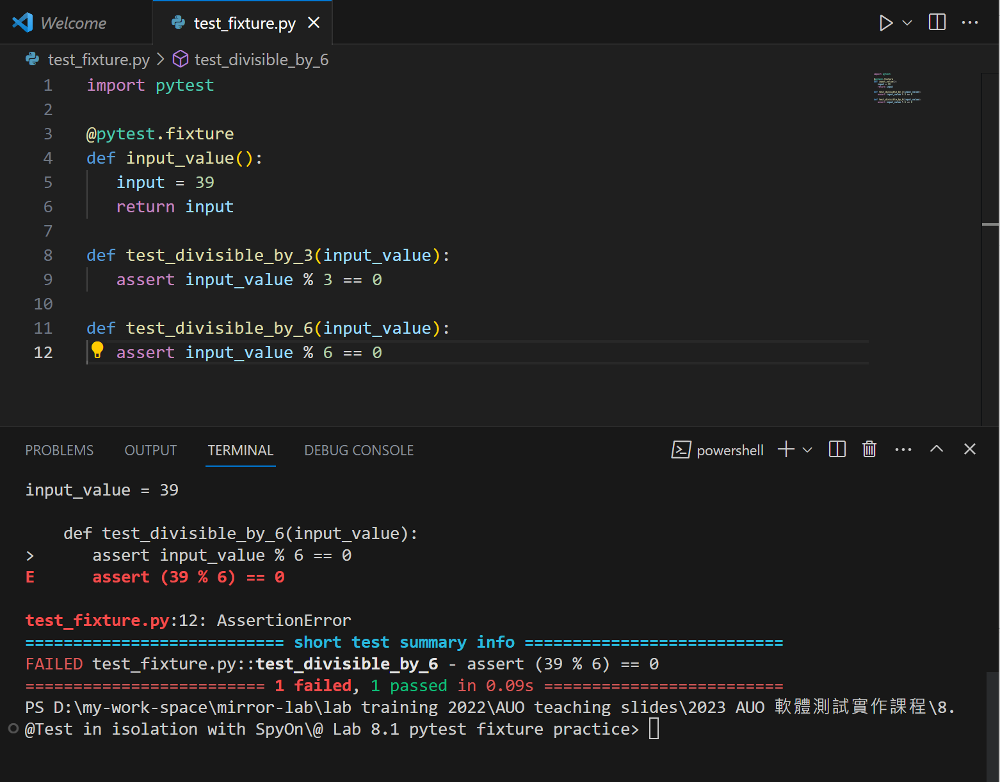 Welcome
test_fixture.py
test_fixture.py > test_divisible_by_6
1 import pytest
2
3 @pytest.fixture
4 def input_value():
5    input = 39
6    return input
7
8 def test_divisible_by_3(input_value):
9    assert input_value % 3 == 0
10
11 def test_divisible_by_6(input_value):
12    assert input_value % 6 == 0
PROBLEMS OUTPUT TERMINAL DEBUG CONSOLE powershell
input_value = 39
    def test_divisible_by_6(input_value):
>      assert input_value % 6 == 0
E      assert (39 % 6) == 0
test_fixture.py:12: AssertionError
=========================== short test summary info ===========================
FAILED test_fixture.py::test_divisible_by_6 - assert (39 % 6) == 0
========================= 1 failed, 1 passed in 0.09s =========================
PS D:\my-work-space\mirror-lab\lab training 2022\AUO teaching slides\2023 AUO 軟體測試實作課程\8.
@Test in isolation with SpyOn\@ Lab 8.1 pytest fixture practice>